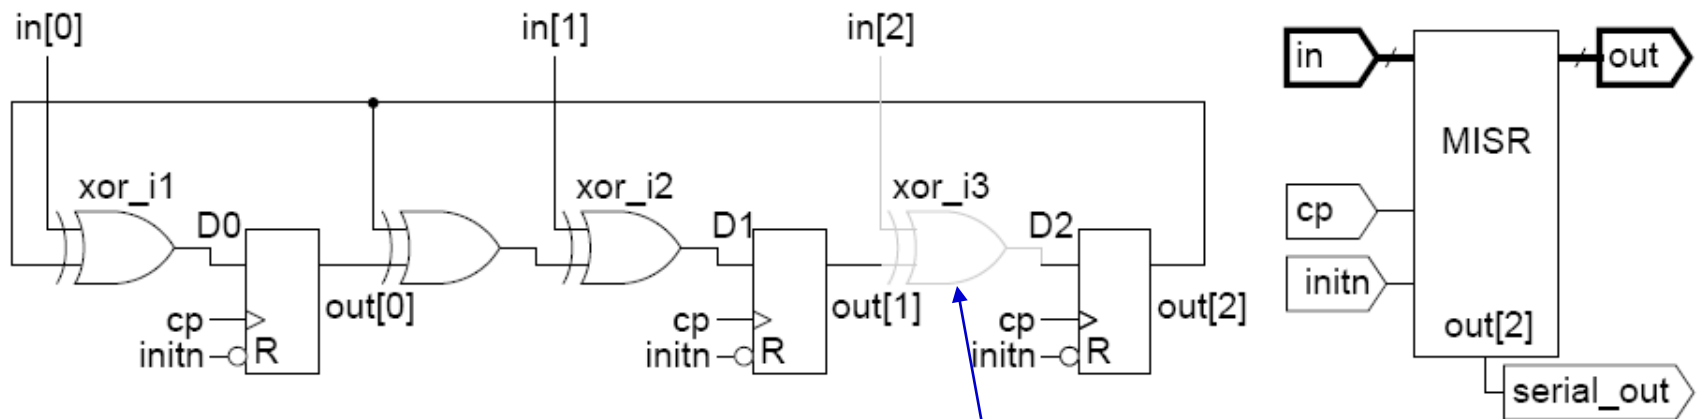 in[0]
in[1]
in[2]
xor_i1
xor_i2
xor_i3
D0
D1
D2
out[0]
out[1]
out[2]
cp
initn
R
cp
initn
R
cp
initn
R
in
out
MISR
cp
initn
out[2]
serial_out